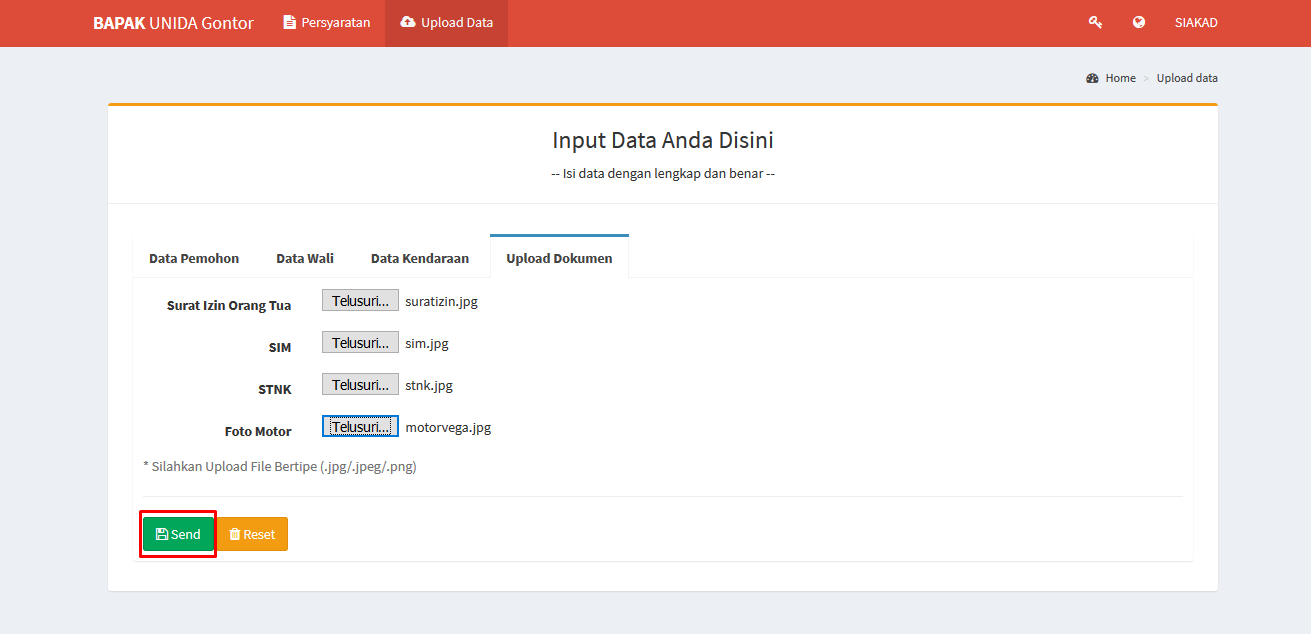 BAPAK UNIDA Gontor Persyaratan Upload Data SIAKAD
Home > Upload data
Input Data Anda Disini
-- Isi data dengan lengkap dan benar --
Data Pemohon Data Wali Data Kendaraan Upload Dokumen
Surat Izin Orang Tua Telusuri... suratizin.jpg
SIM Telusuri... sim.jpg
STNK Telusuri... stnk.jpg
Foto Motor Telusuri... motorvega.jpg
* Silahkan Upload File Bertipe (.jpg/.jpeg/.png)
Send Reset